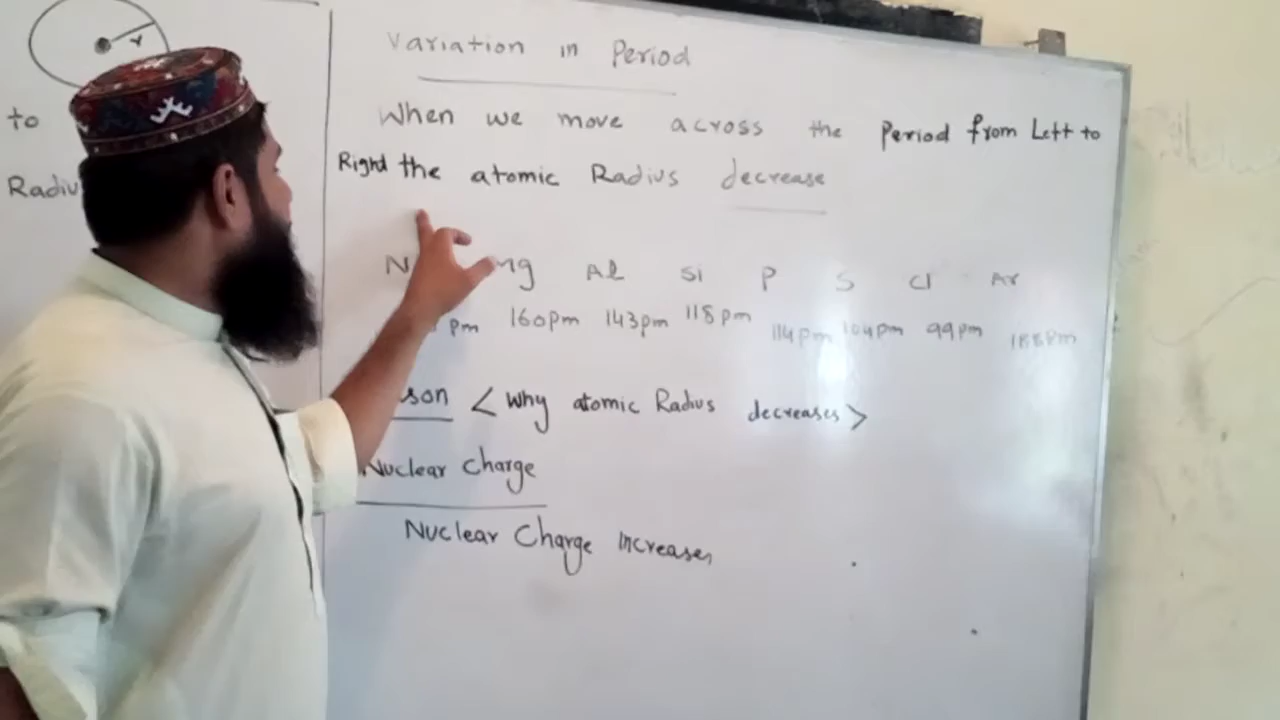 r
to
Radiu
Variation in Period
When we move across the Period from Left to
Right the atomic Radius decrease
N mg Al Si P S Cl Ar
pm 160pm 143pm 118pm 114pm 104pm 99pm
son < Why atomic Radius decreases >
Nuclear Charge
Nuclear Charge increases